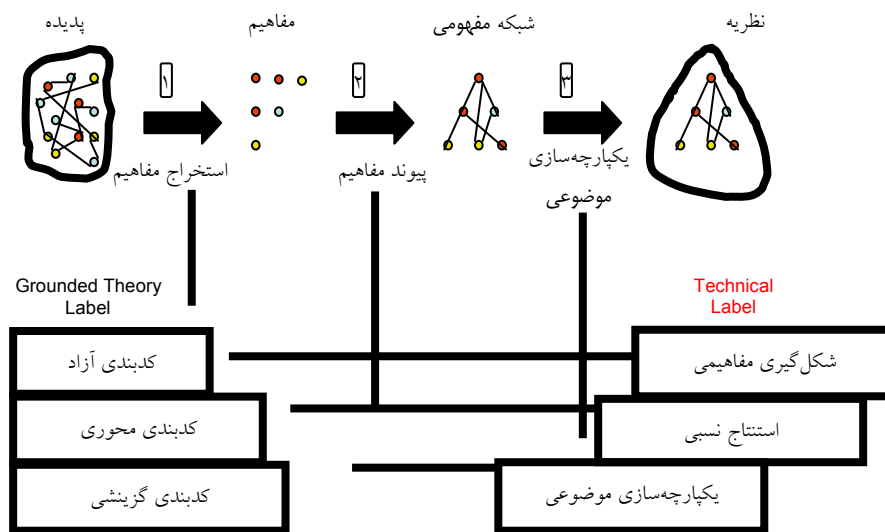 نظریه
شبکه مفهومی
مفاهیم
پدیده
۱
۲
۳
استخراج مفاهیم
پیوند مفاهیم
یکپارچه‌سازی
موضوعی
Grounded Theory
Label
Technical
Label
کدبندی آزاد
شکل‌گیری مفاهیمی
کدبندی محوری
استنتاج نسبی
کدبندی گزینشی
یکپارچه‌سازی موضوعی